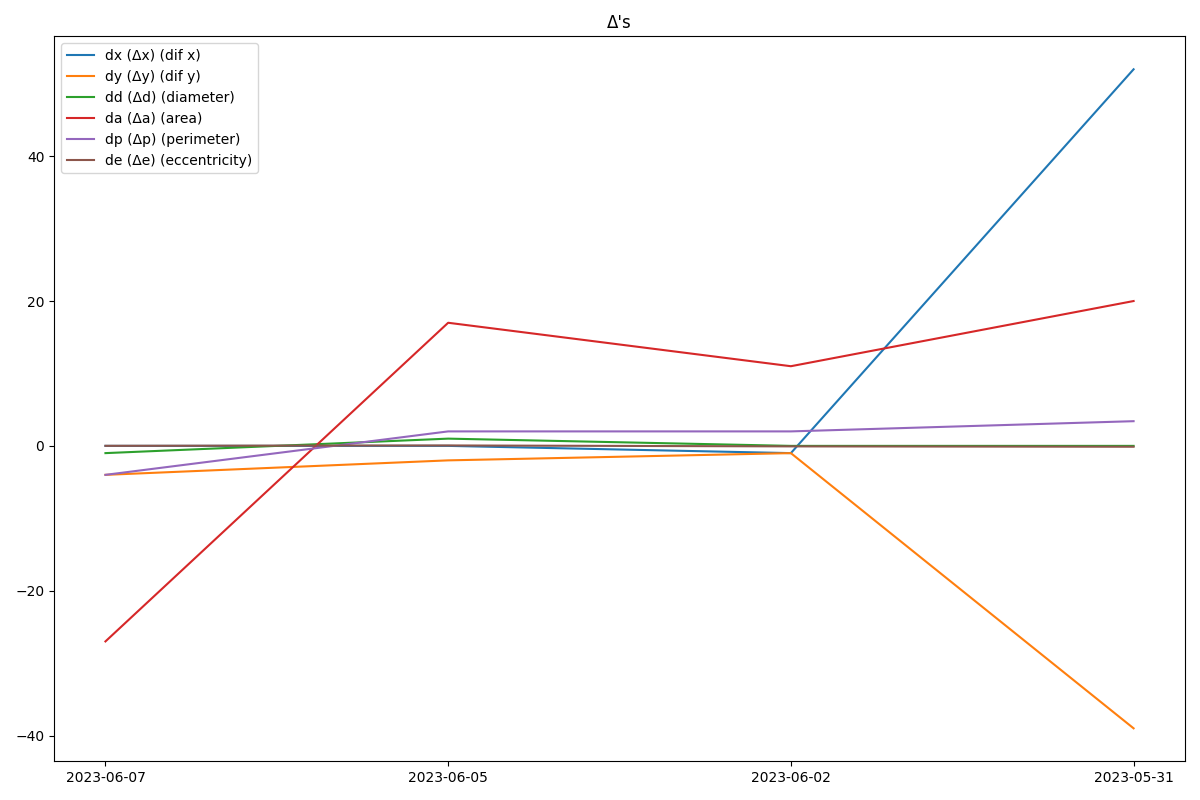 Δ's
dx (Δx) (dif x)
dy (Δy) (dif y)
dd (Δd) (diameter)
da (Δa) (area)
dp (Δp) (perimeter)
de (Δe) (eccentricity)
40
20
0
−20
−40
2023-06-07
2023-06-05
2023-06-02
2023-05-31